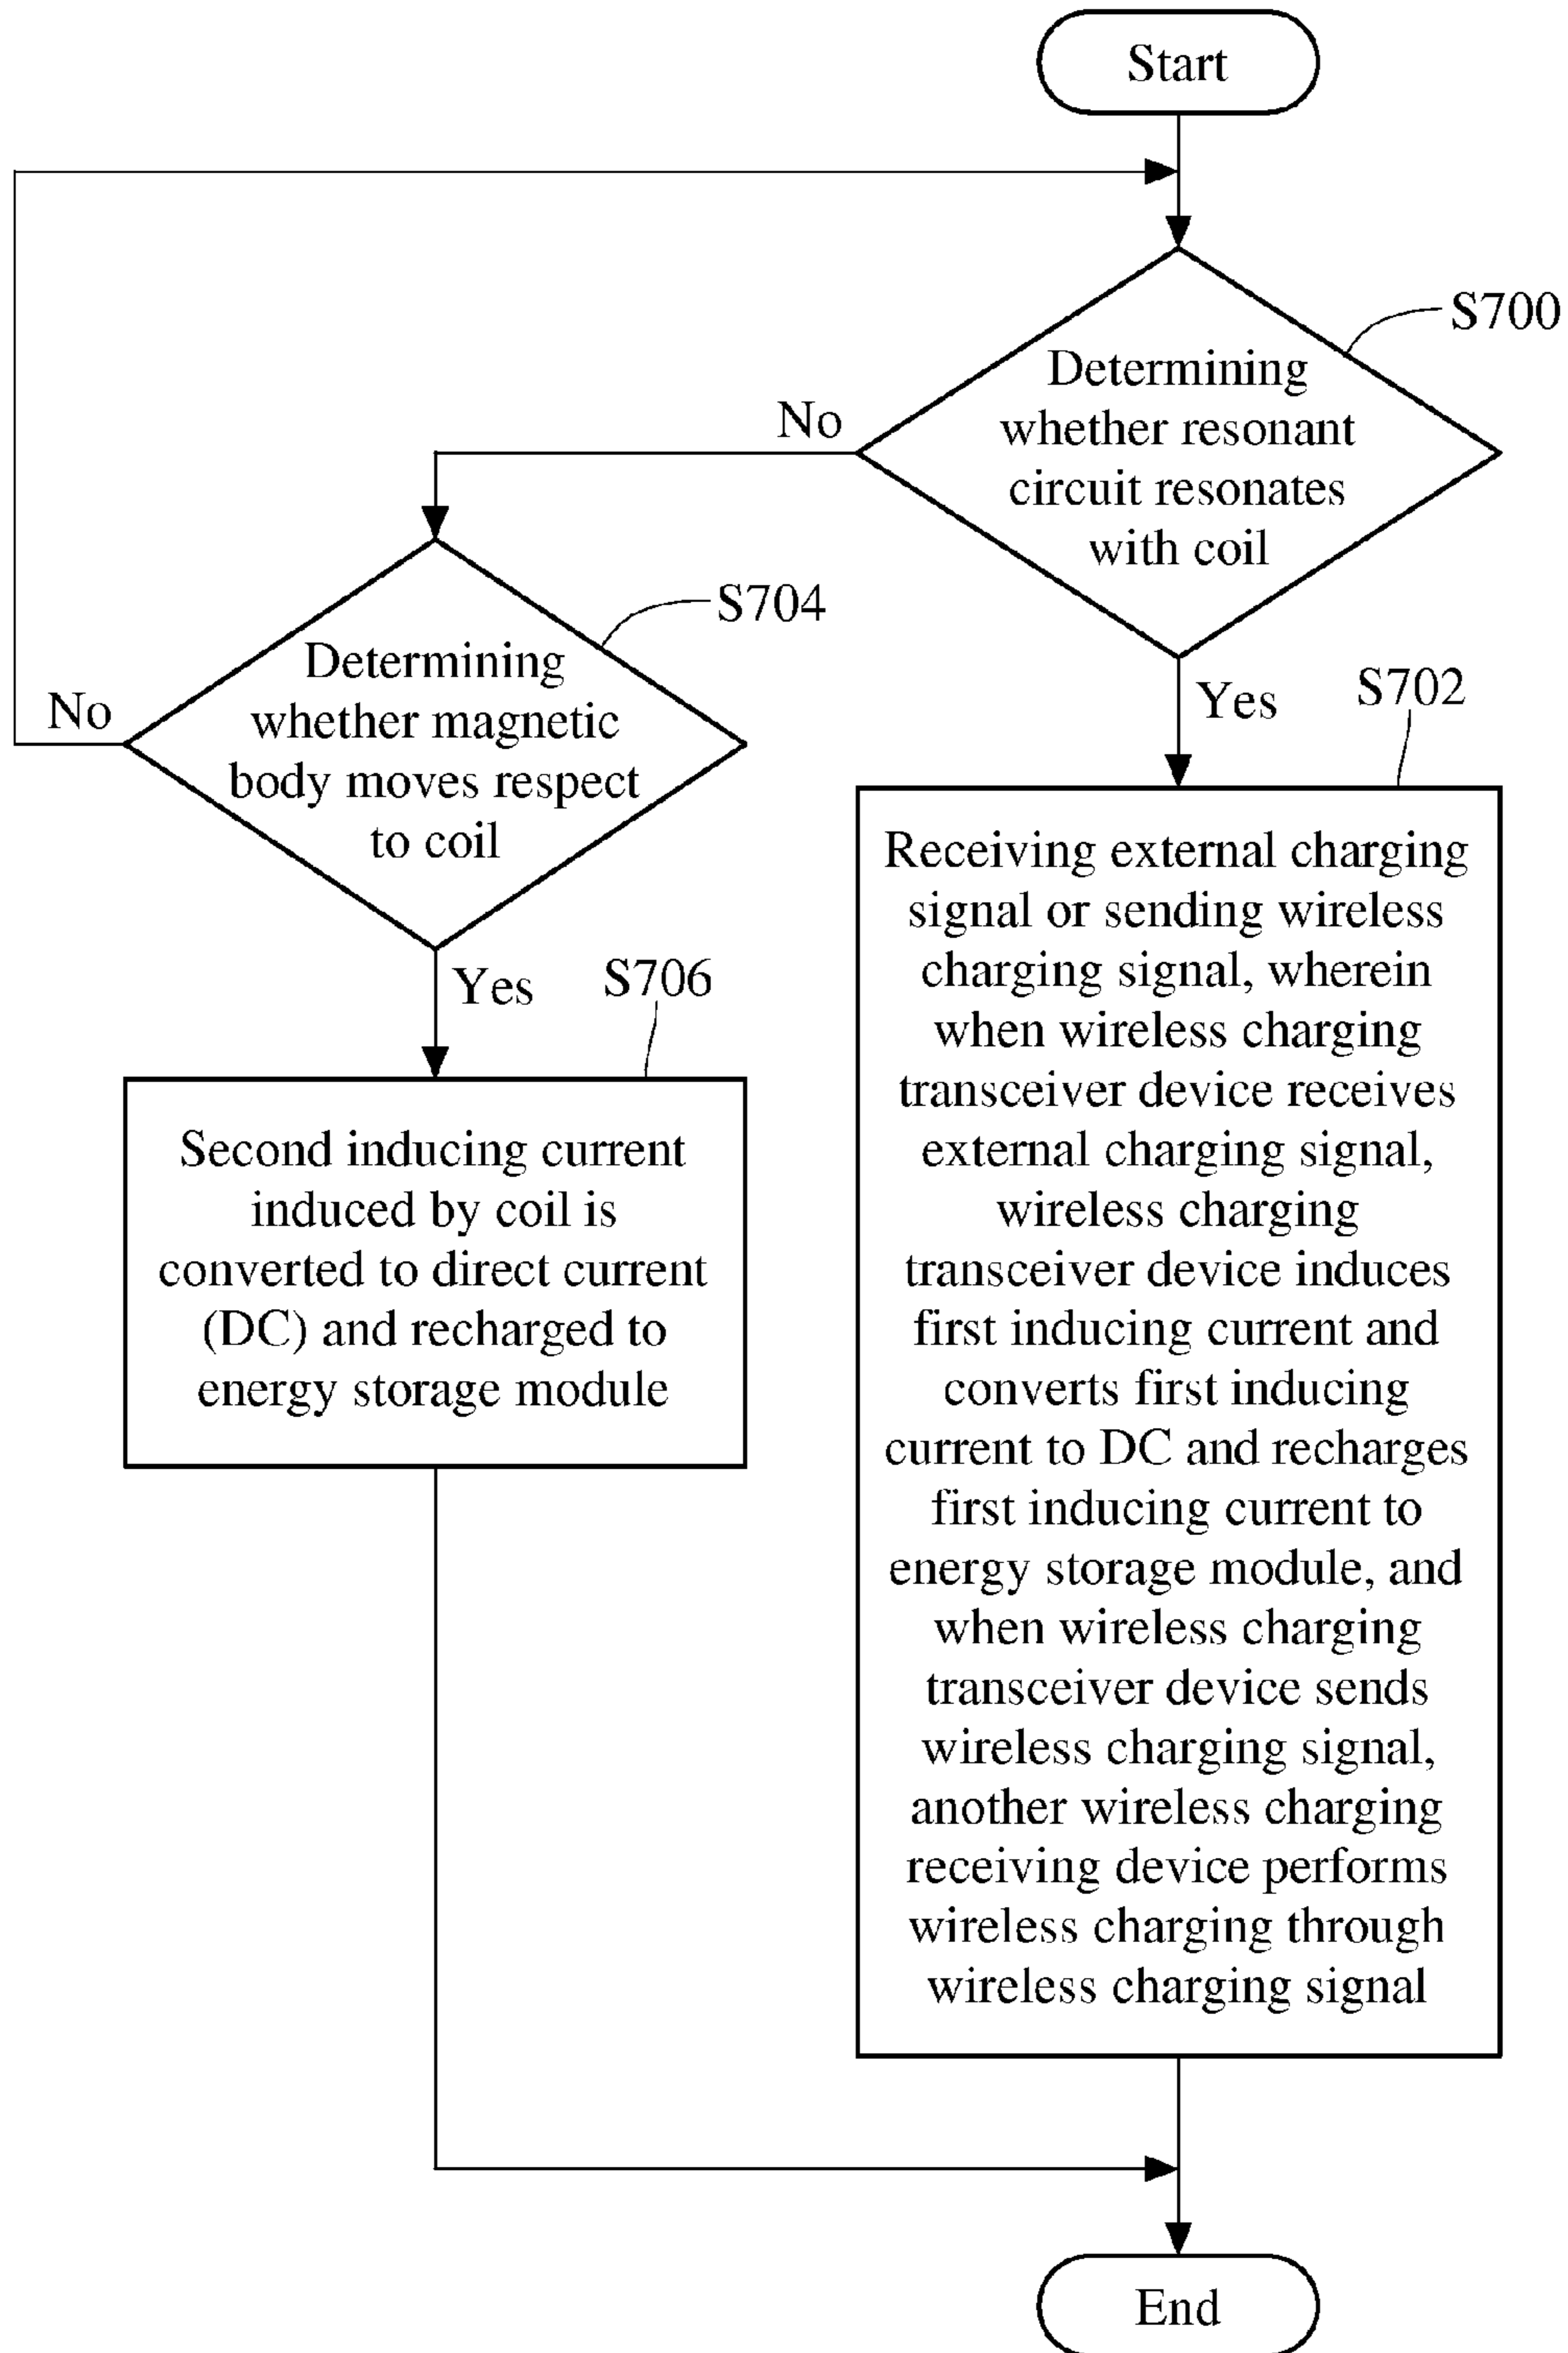 Start
S700
Determining
whether resonant
circuit resonates
with coil
No
Yes
S704
Determining
whether magnetic
body moves respect
to coil
No
Yes
S702
Receiving external charging
signal or sending wireless
charging signal, wherein
when wireless charging
transceiver device receives
external charging signal,
wireless charging
transceiver device induces
first inducing current and
converts first inducing
current to DC and recharges
first inducing current to
energy storage module, and
when wireless charging
transceiver device sends
wireless charging signal,
another wireless charging
receiving device performs
wireless charging through
wireless charging signal
S706
Second inducing current
induced by coil is
converted to direct current
(DC) and recharged to
energy storage module
End